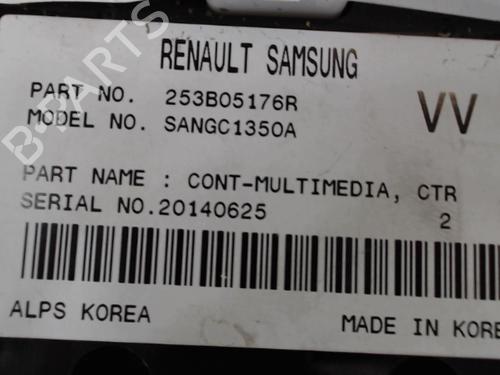 RENAULT SAMSUNG
PART NO. 253B05176R
VV
MODEL NO. SANGC1350A
PART NAME : CONT-MULTIMEDIA, CTR
SERIAL NO.20140625 2
ALPS KOREA MADE IN KORE
B-PARTS